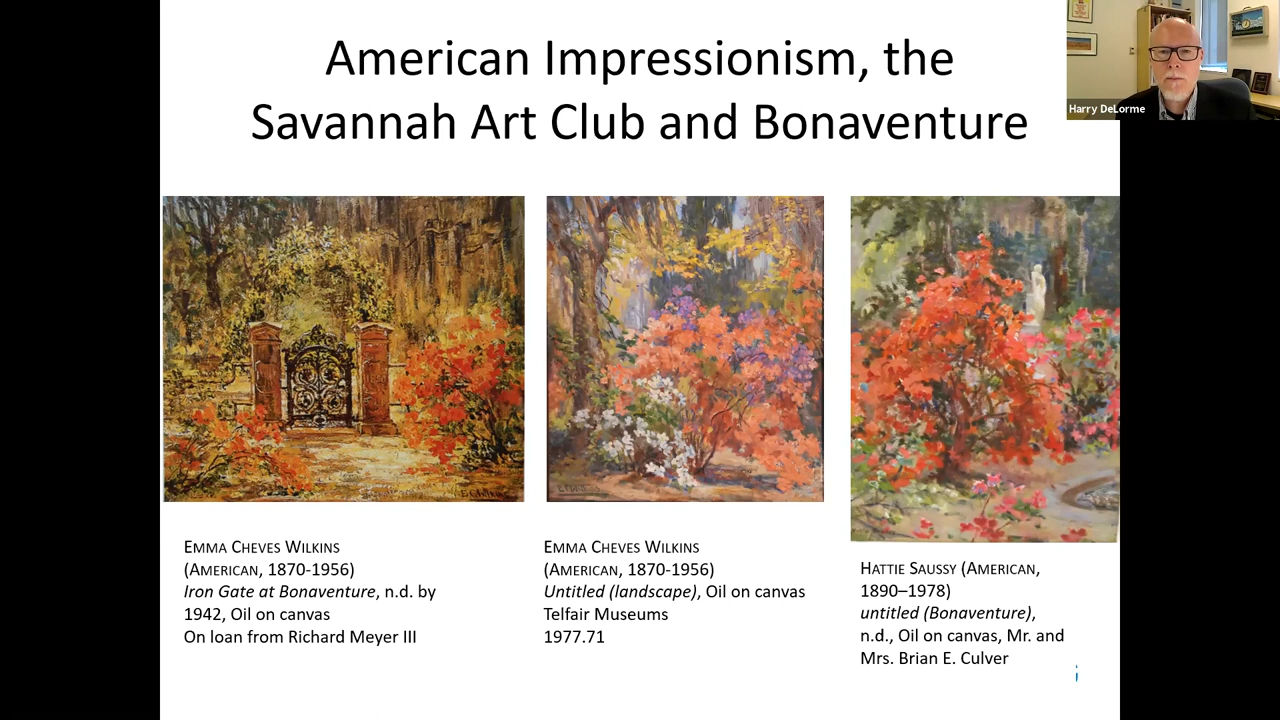 American Impressionism, the
Savannah Art Club and Bonaventure
Harry DeLorme
EMMA CHEVES WILKINS
(AMERICAN, 1870-1956)
Iron Gate at Bonaventure, n.d. by
1942, Oil on canvas
On loan from Richard Meyer III
EMMA CHEVES WILKINS
(AMERICAN, 1870-1956)
Untitled (landscape), Oil on canvas
Telfair Museums
1977.71
HATTIE SAUSSY (AMERICAN,
1890–1978)
untitled (Bonaventure),
n.d., Oil on canvas, Mr. and
Mrs. Brian E. Culver